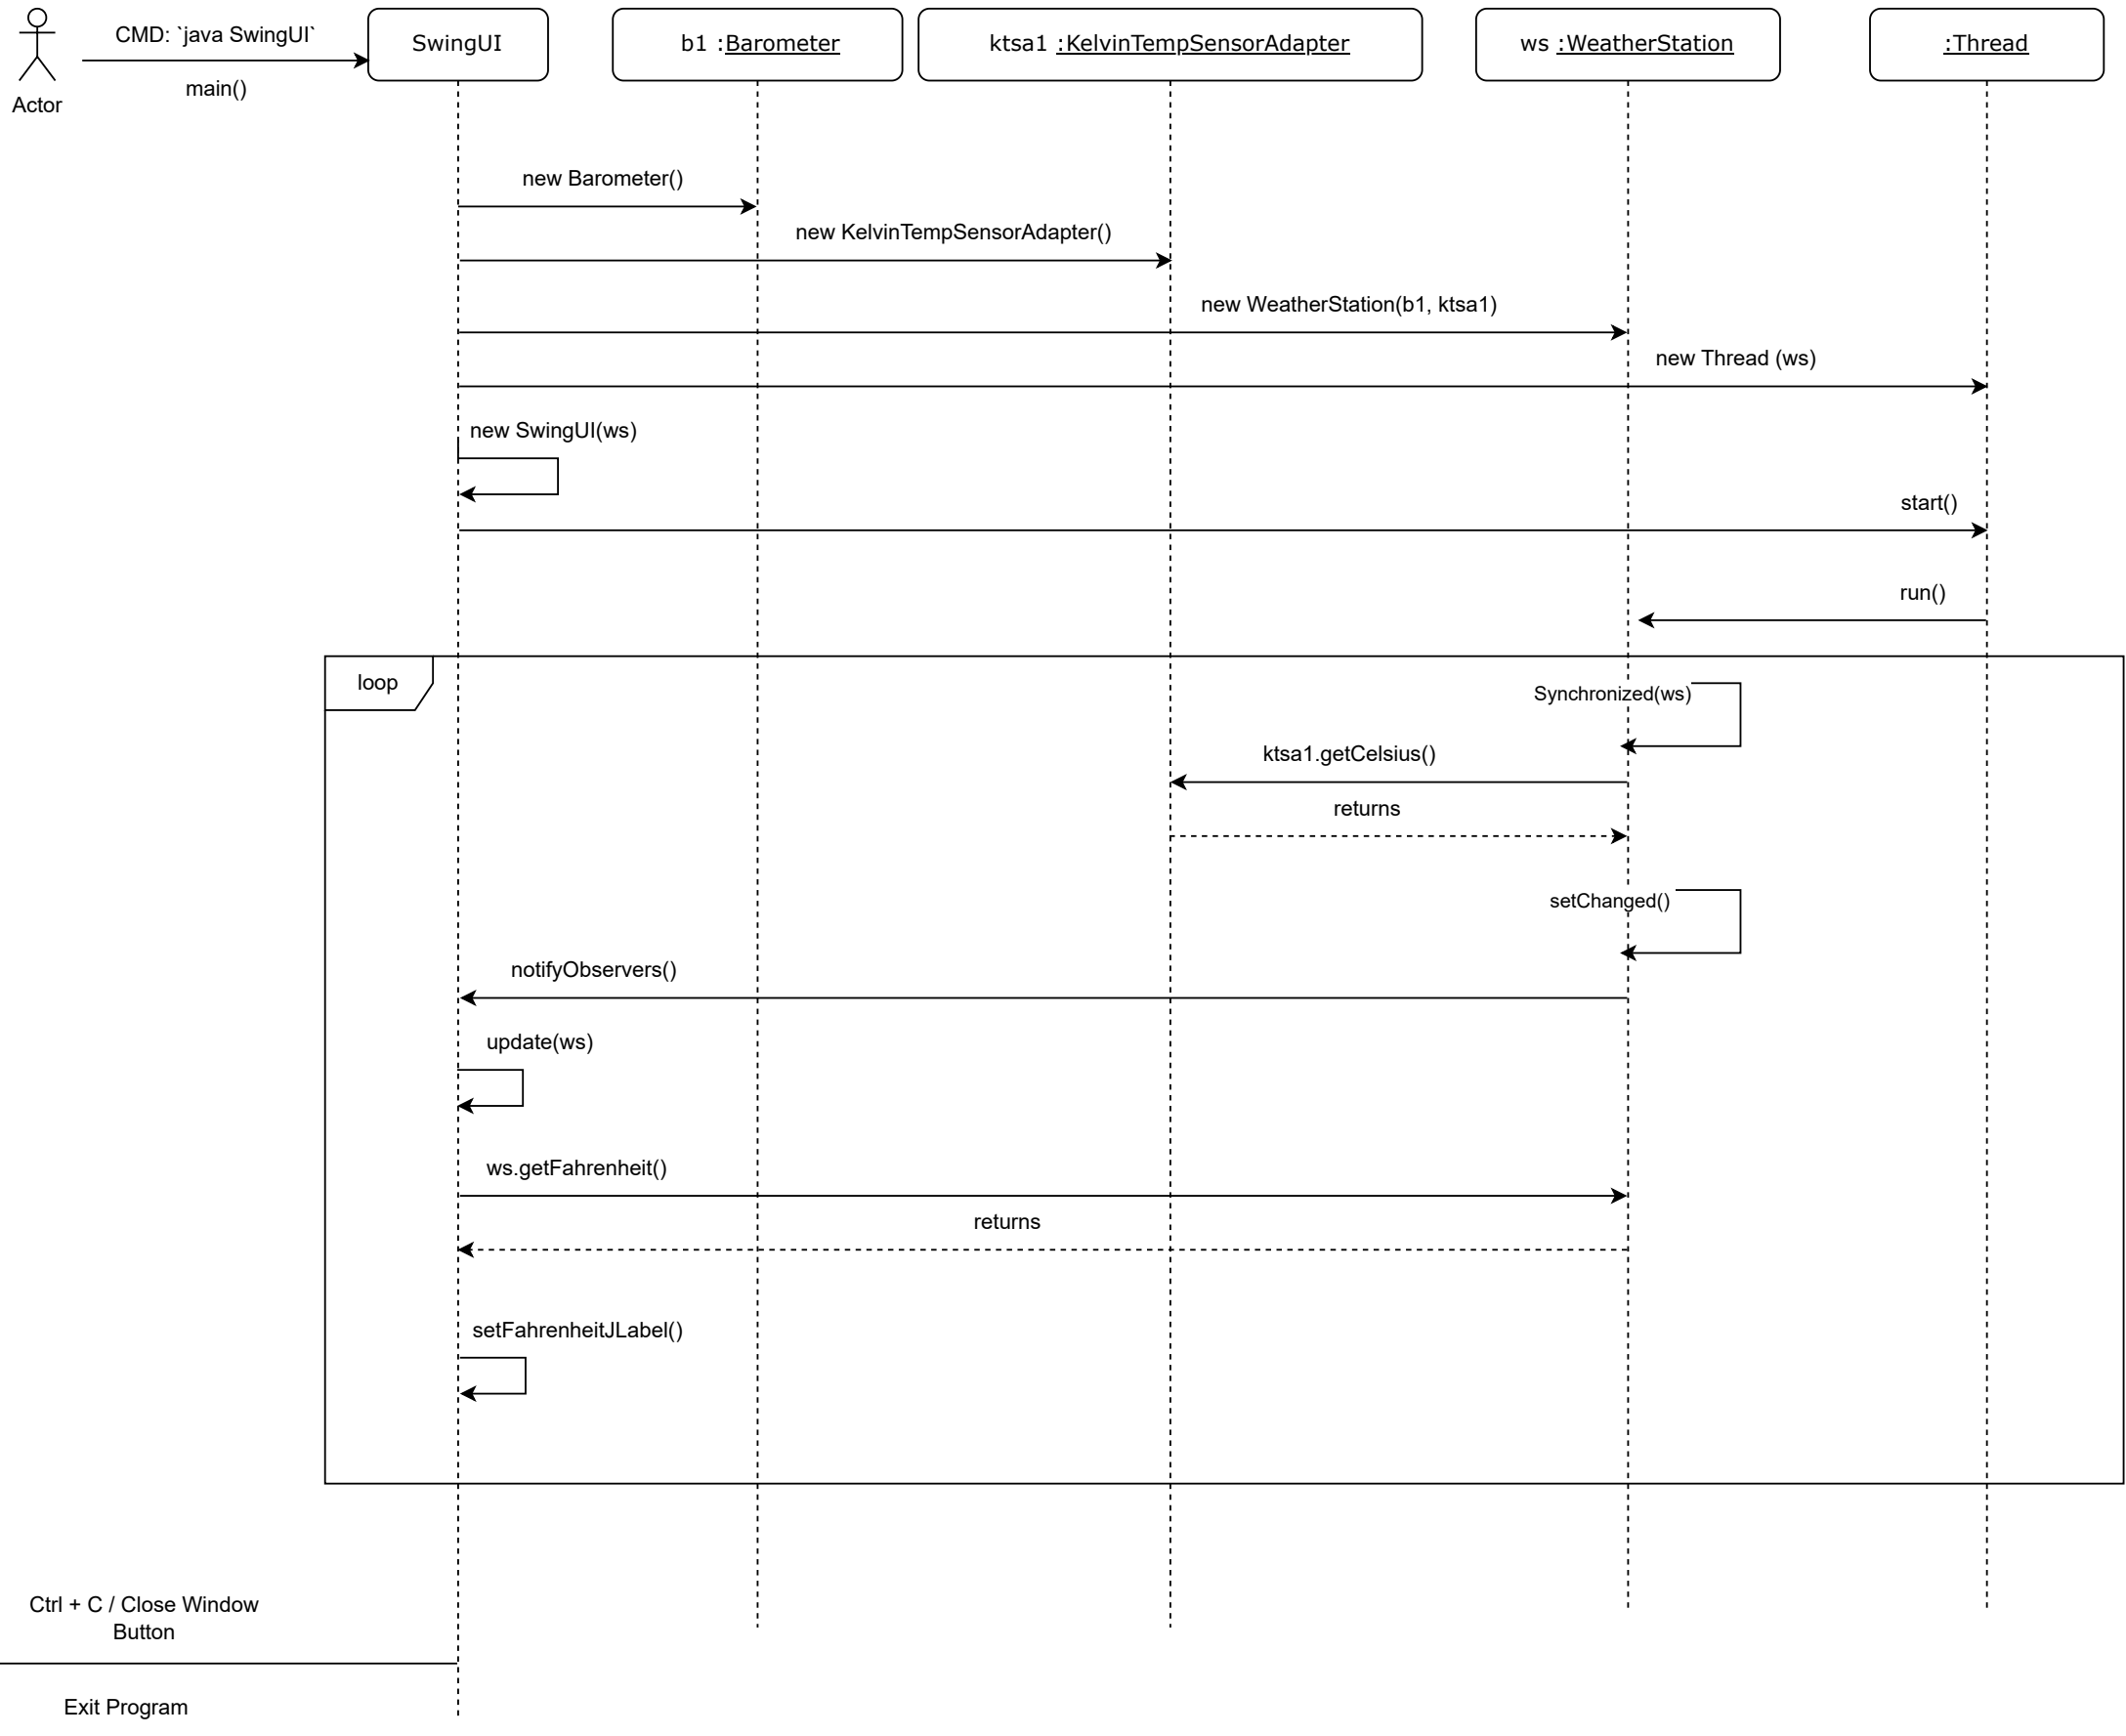 CMD: `java SwingUI`
main()
Actor
SwingUI
b1 :Barometer
ktsa1 :KelvinTempSensorAdapter
ws :WeatherStation
:Thread
new Barometer()
new KelvinTempSensorAdapter()
new WeatherStation(b1, ktsa1)
new Thread (ws)
new SwingUI(ws)
start()
run()
loop
Synchronized(ws)
ktsa1.getCelsius()
returns
setChanged()
notifyObservers()
update(ws)
ws.getFahrenheit()
returns
setFahrenheitJLabel()
Ctrl + C / Close Window
Button
Exit Program